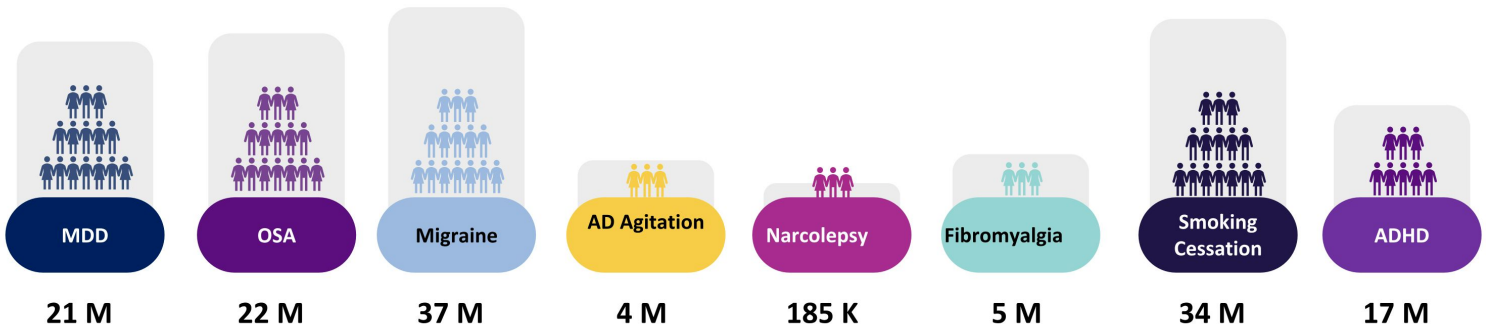 MDD
OSA
Migraine
AD Agitation
Narcolepsy
Fibromyalgia
Smoking
Cessation
ADHD
21 M
22 M
37 M
4 M
185 K
5 M
34 M
17 M